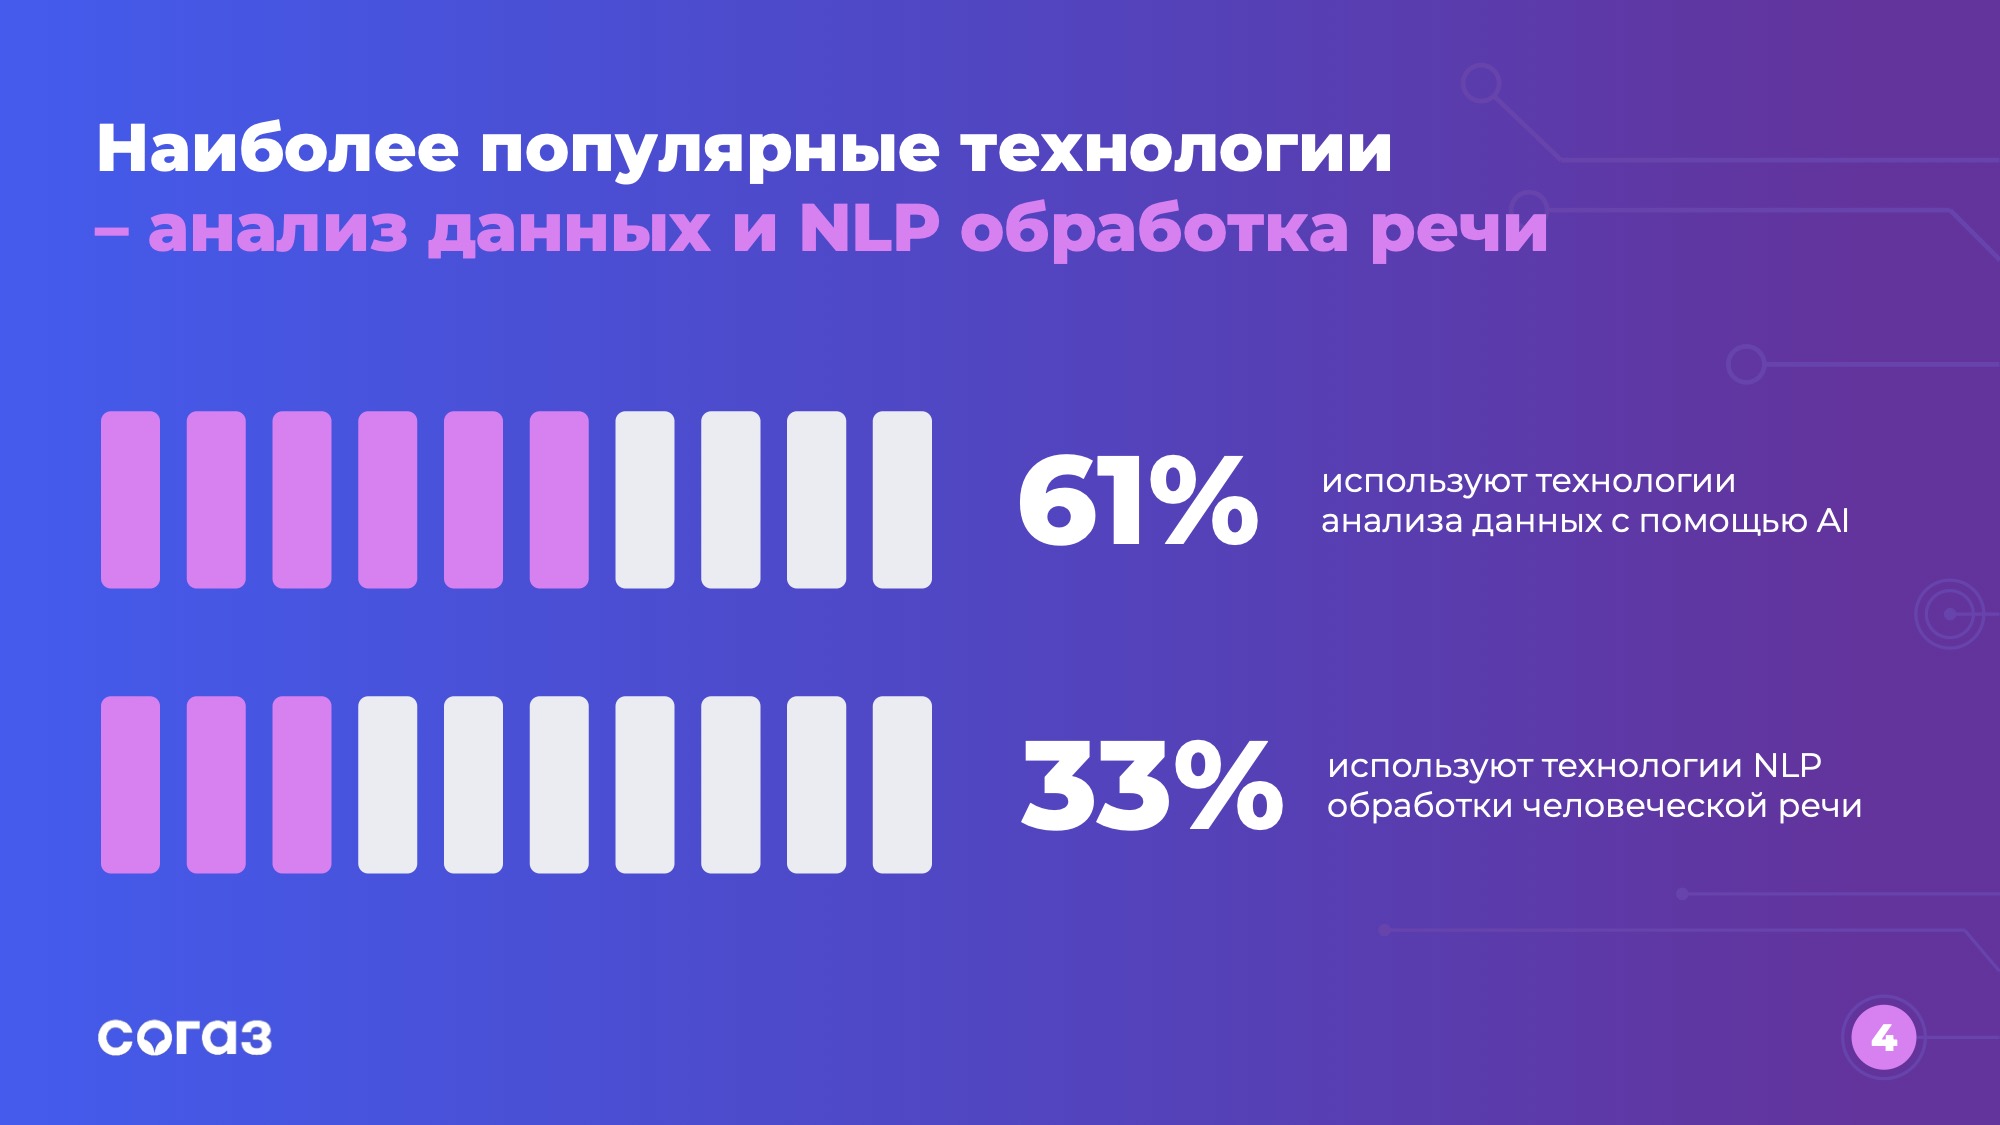 Наиболее популярные технологии
– анализ данных и NLP обработка речи
61%
используют технологии
анализа данных с помощью AI
33%
используют технологии NLP
обработки человеческой речи
согаз
4